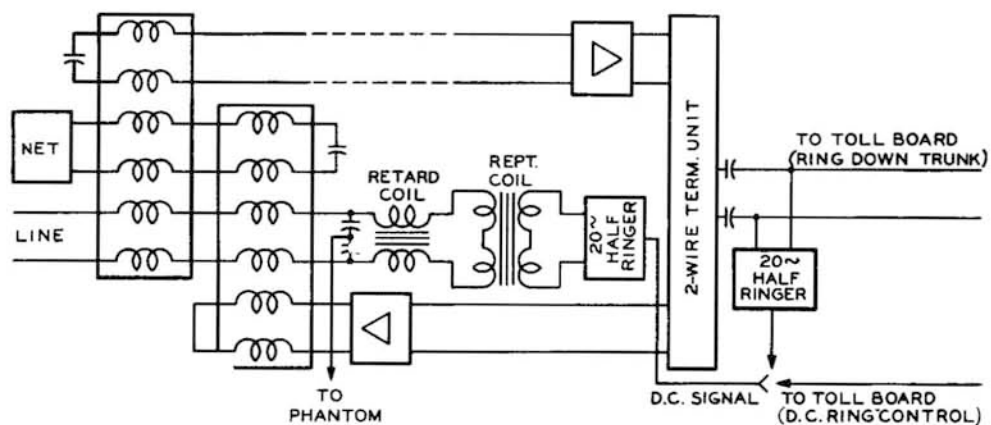 NET
LINE
RETARD
COIL
REPT.
COIL
20~
HALF
RINGER
2-WIRE TERM. UNIT
TO TOLL BOARD
(RING DOWN TRUNK)
20~
HALF
RINGER
TO
PHANTOM
D.C. SIGNAL
TO TOLL BOARD
(D.C. RING CONTROL)